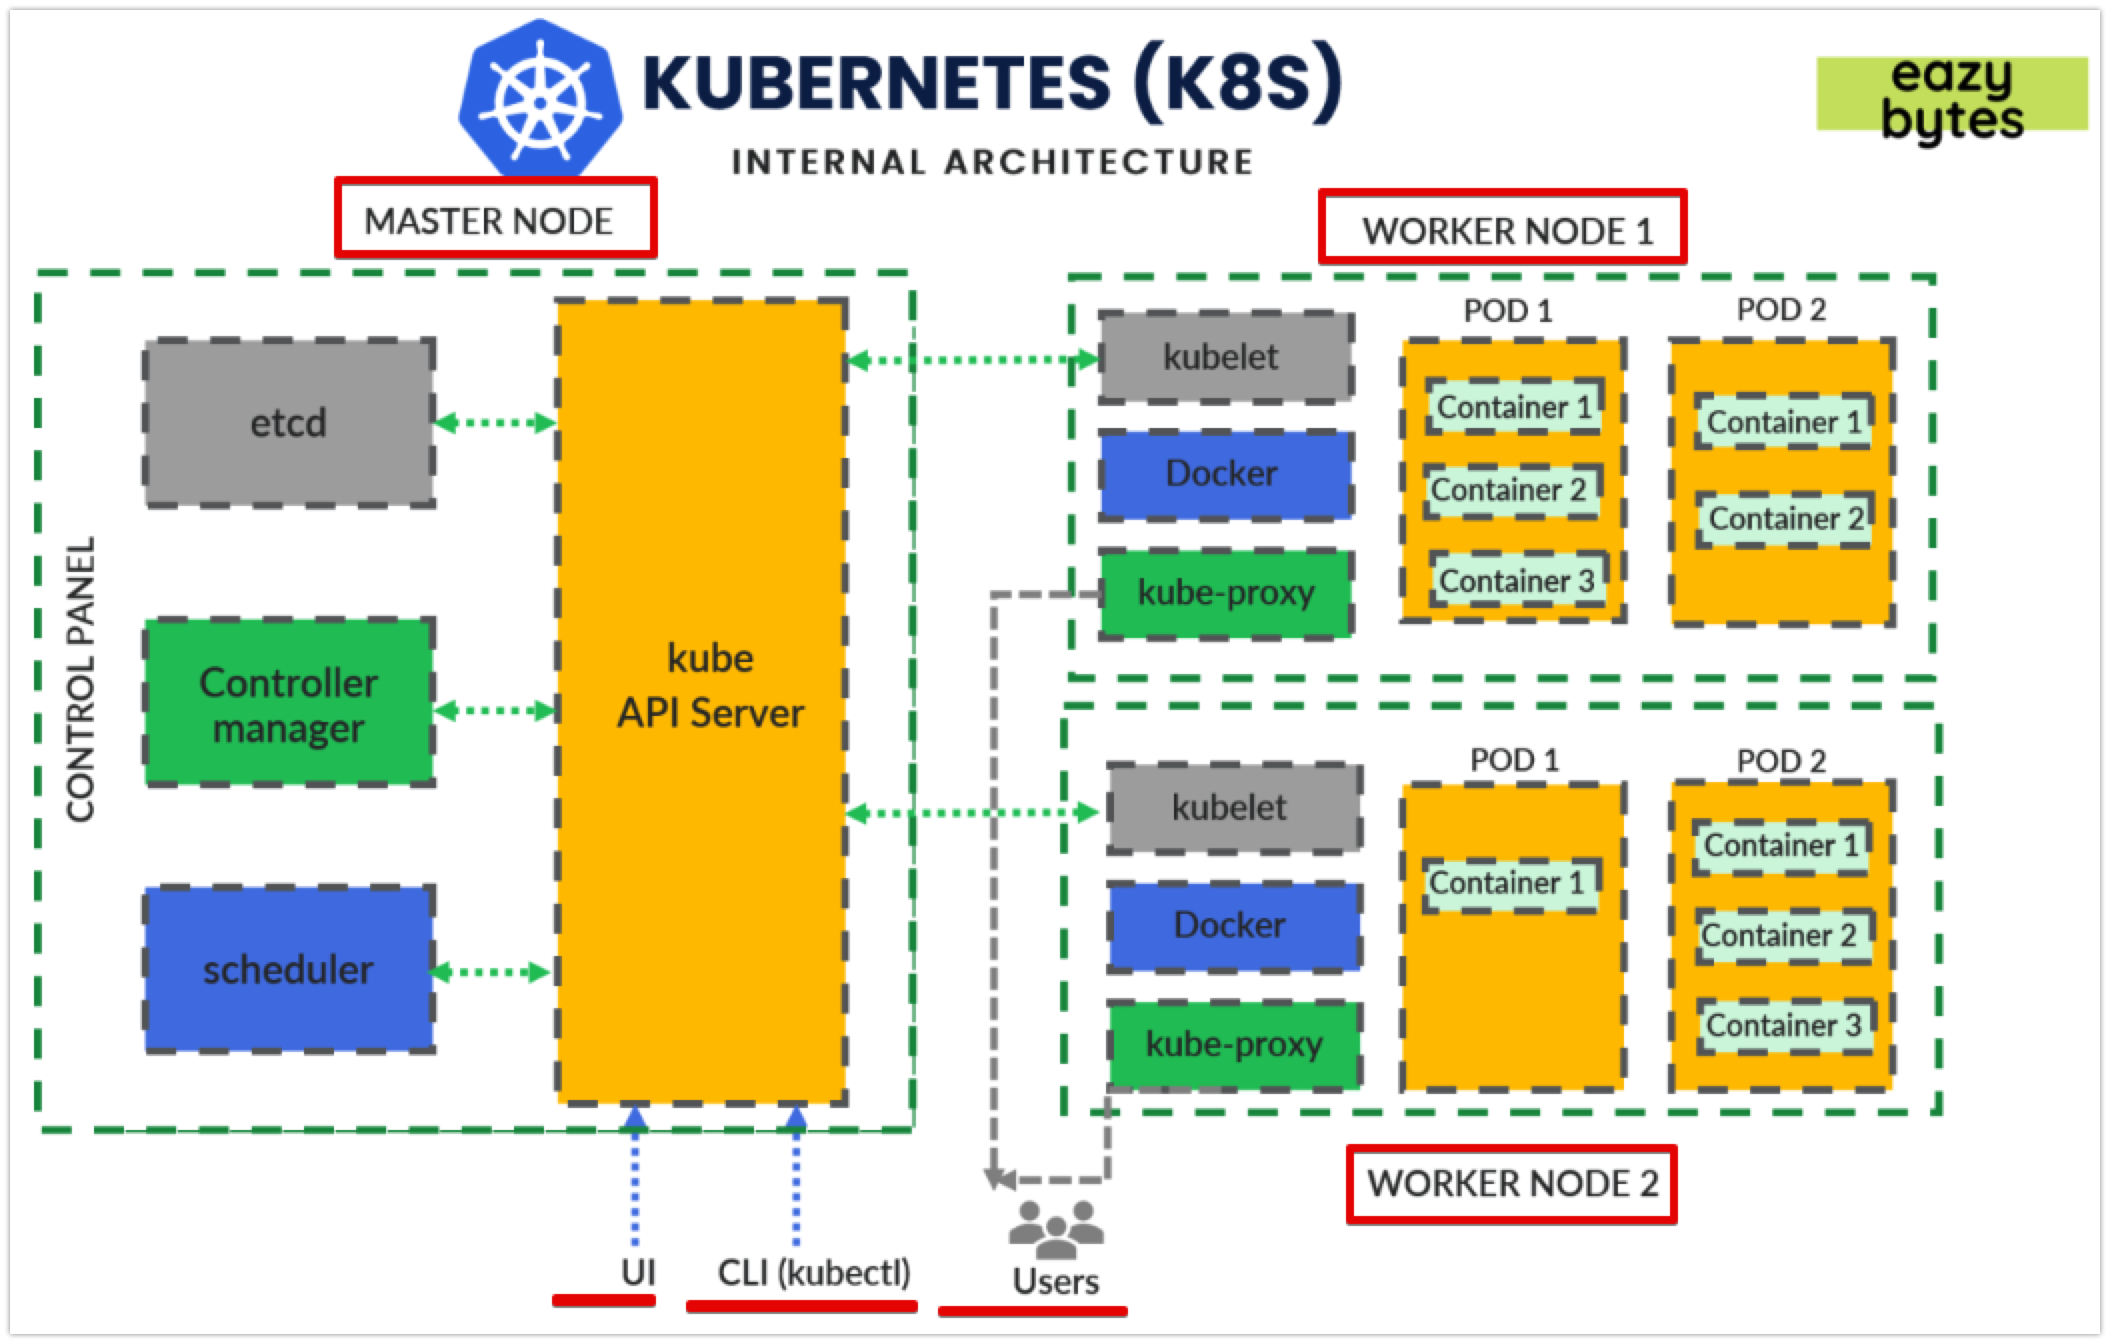 KUBERNETES (K8S)
INTERNAL ARCHITECTURE
eazy
bytes
MASTER NODE
CONTROL PANEL
etcd
Controller
manager
scheduler
kube
API Server
UI
CLI (kubectl)
Users
WORKER NODE 1
kubelet
Docker
kube-proxy
POD 1
Container 1
Container 2
Container 3
POD 2
Container 1
Container 2
kubelet
Docker
kube-proxy
POD 1
Container 1
POD 2
Container 1
Container 2
Container 3
WORKER NODE 2